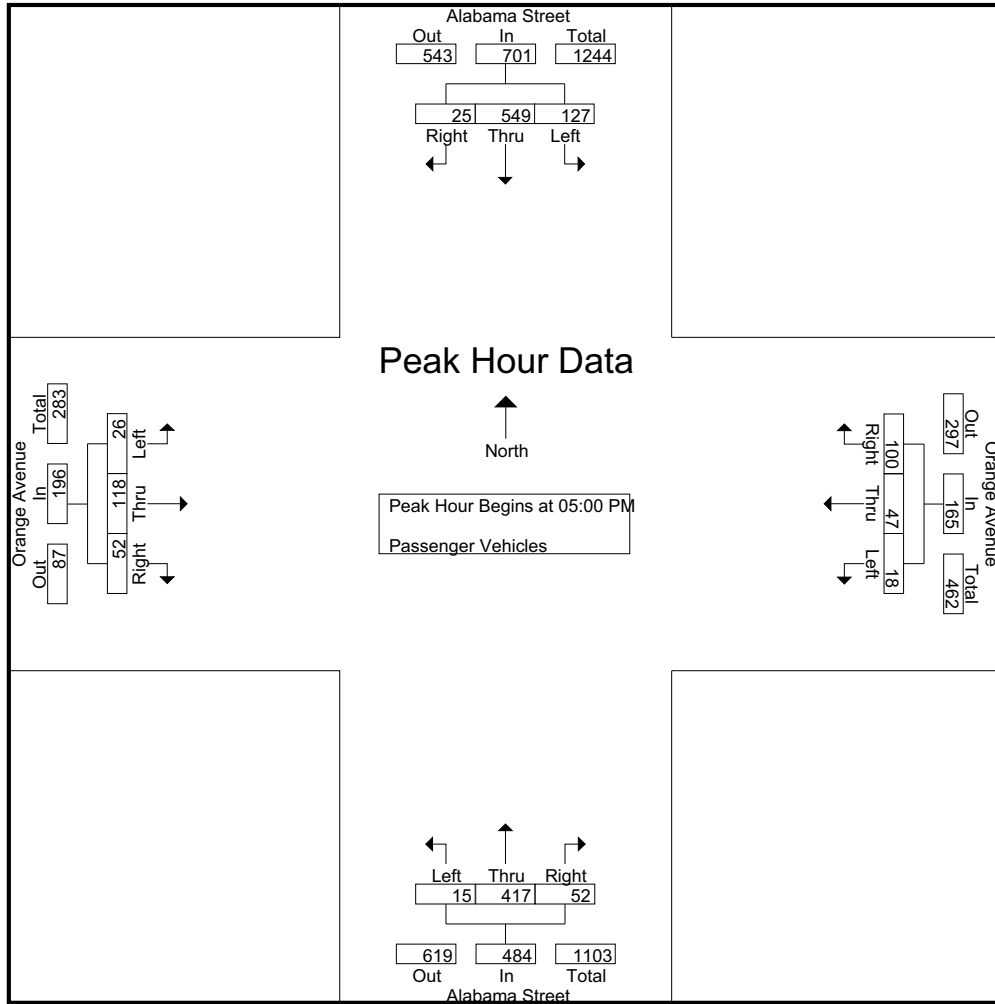 Alabama Street
Out In Total
543 701 1244
25 549 127
Right Thru Left
Peak Hour Data
North
Peak Hour Begins at 05:00 PM
Passenger Vehicles
Orange Avenue
Out In Total
87 196 283
52 118 26
Right Thru Left
Orange Avenue
Out In Total
297 165 462
100 47 18
Right Thru Left
Left Thru Right
15 417 52
619 484 1103
Out In Total
Alabama Street